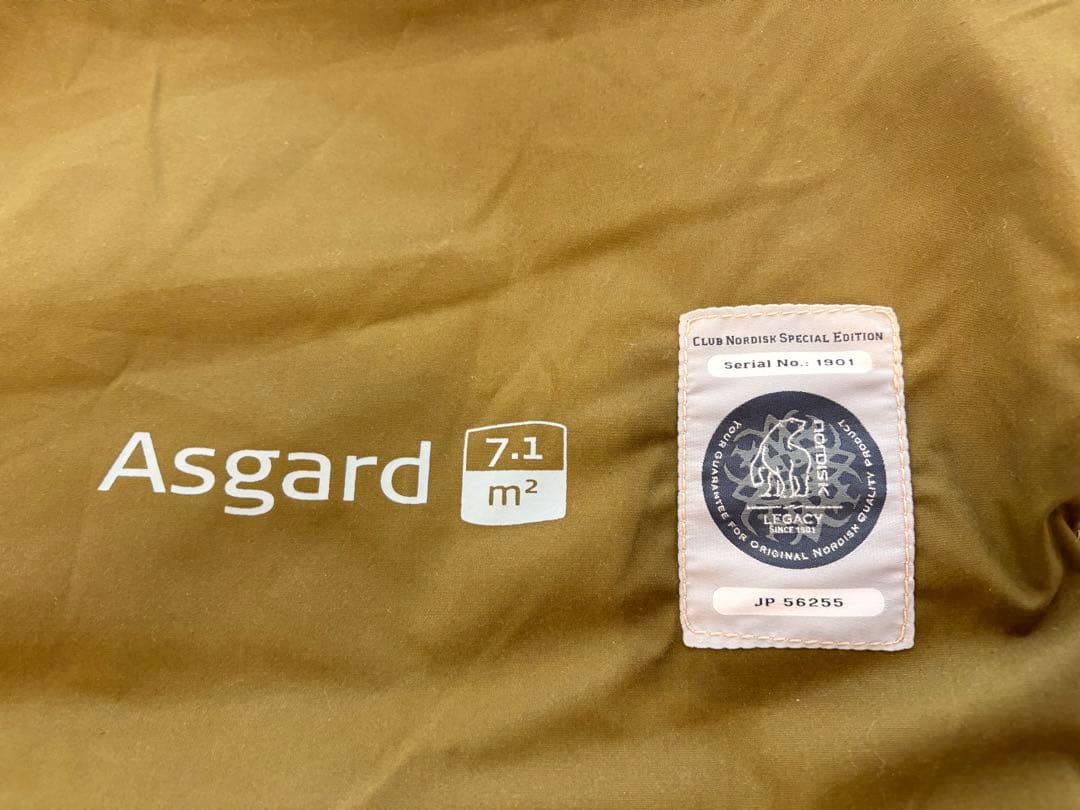 Asgard
7.1
m²
CLUB NORDISK SPECIAL EDITION
Serial No.: 1901
YOUR GUARANTEE FOR ORIGINAL NORDISK QUALITY PRODUCT
NORDISK
LEGACY
SINCE 1901
JP 56255